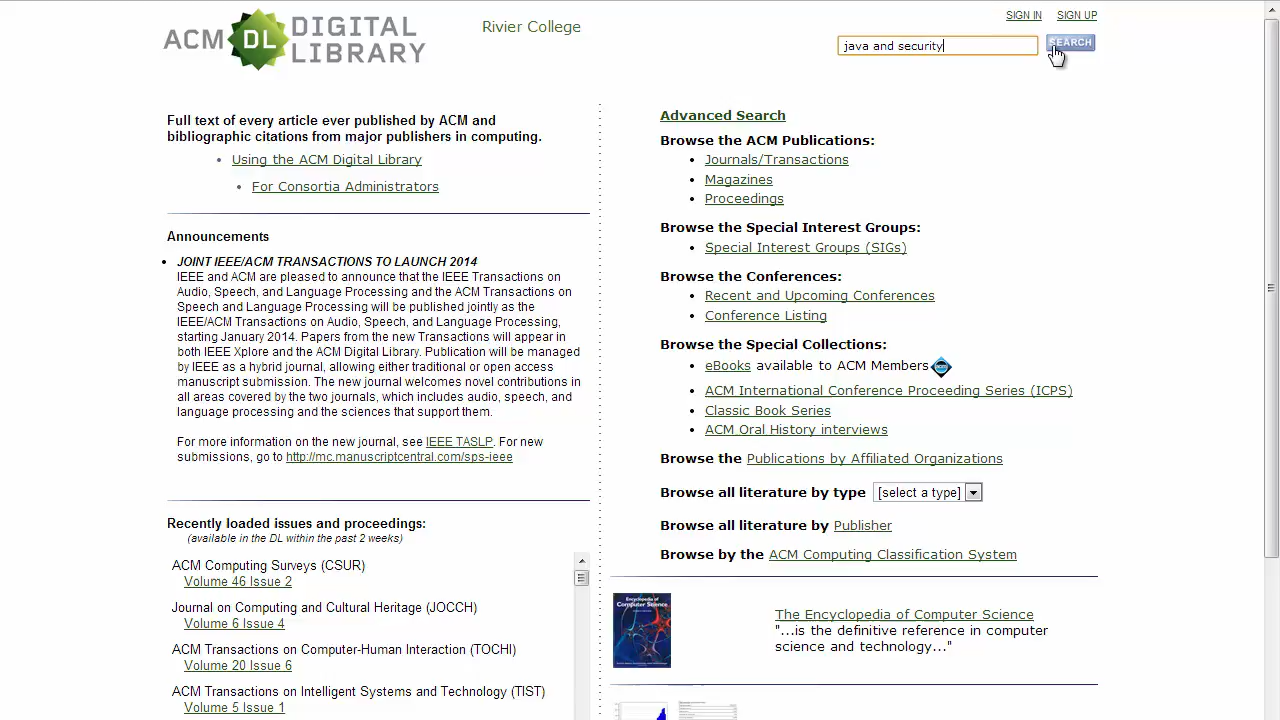 ACM DL DIGITAL LIBRARY
Rivier College
SIGN IN SIGN UP
java and security
SEARCH
Full text of every article ever published by ACM and
bibliographic citations from major publishers in computing.
• Using the ACM Digital Library
• For Consortia Administrators
Announcements
• JOINT IEEE/ACM TRANSACTIONS TO LAUNCH 2014
IEEE and ACM are pleased to announce that the IEEE Transactions on
Audio, Speech, and Language Processing and the ACM Transactions on
Speech and Language Processing will be published jointly as the
IEEE/ACM Transactions on Audio, Speech, and Language Processing,
starting January 2014. Papers from the new Transactions will appear in
both IEEE Xplore and the ACM Digital Library. Publication will be managed
by IEEE as a hybrid journal, allowing either traditional or open access
manuscript submission. The new journal welcomes novel contributions in
all areas covered by the two journals, which includes audio, speech, and
language processing and the sciences that support them.
For more information on the new journal, see IEEE TASLP. For new
submissions, go to http://mc.manuscriptcentral.com/sps-ieee
Recently loaded issues and proceedings:
(available in the DL within the past 2 weeks)
ACM Computing Surveys (CSUR)
Volume 46 Issue 2
Journal on Computing and Cultural Heritage (JOCCH)
Volume 6 Issue 4
ACM Transactions on Computer-Human Interaction (TOCHI)
Volume 20 Issue 6
ACM Transactions on Intelligent Systems and Technology (TIST)
Volume 5 Issue 1
Advanced Search
Browse the ACM Publications:
• Journals/Transactions
• Magazines
• Proceedings
Browse the Special Interest Groups:
• Special Interest Groups (SIGs)
Browse the Conferences:
• Recent and Upcoming Conferences
• Conference Listing
Browse the Special Collections:
• eBooks available to ACM Members
• ACM International Conference Proceeding Series (ICPS)
• Classic Book Series
• ACM Oral History interviews
Browse the Publications by Affiliated Organizations
Browse all literature by type [select a type]
Browse all literature by Publisher
Browse by the ACM Computing Classification System
Encyclopedia of
Computer Science
The Encyclopedia of Computer Science
"...is the definitive reference in computer
science and technology..."